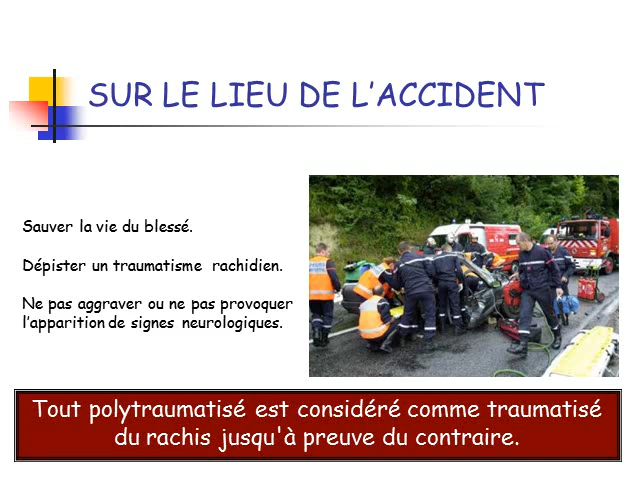 SUR LE LIEU DE L’ACCIDENT
Sauver la vie du blessé.
Dépister un traumatisme rachidien.
Ne pas aggraver ou ne pas provoquer
l’apparition de signes neurologiques.
Tout polytraumatisé est considéré comme traumatisé
du rachis jusqu'à preuve du contraire.